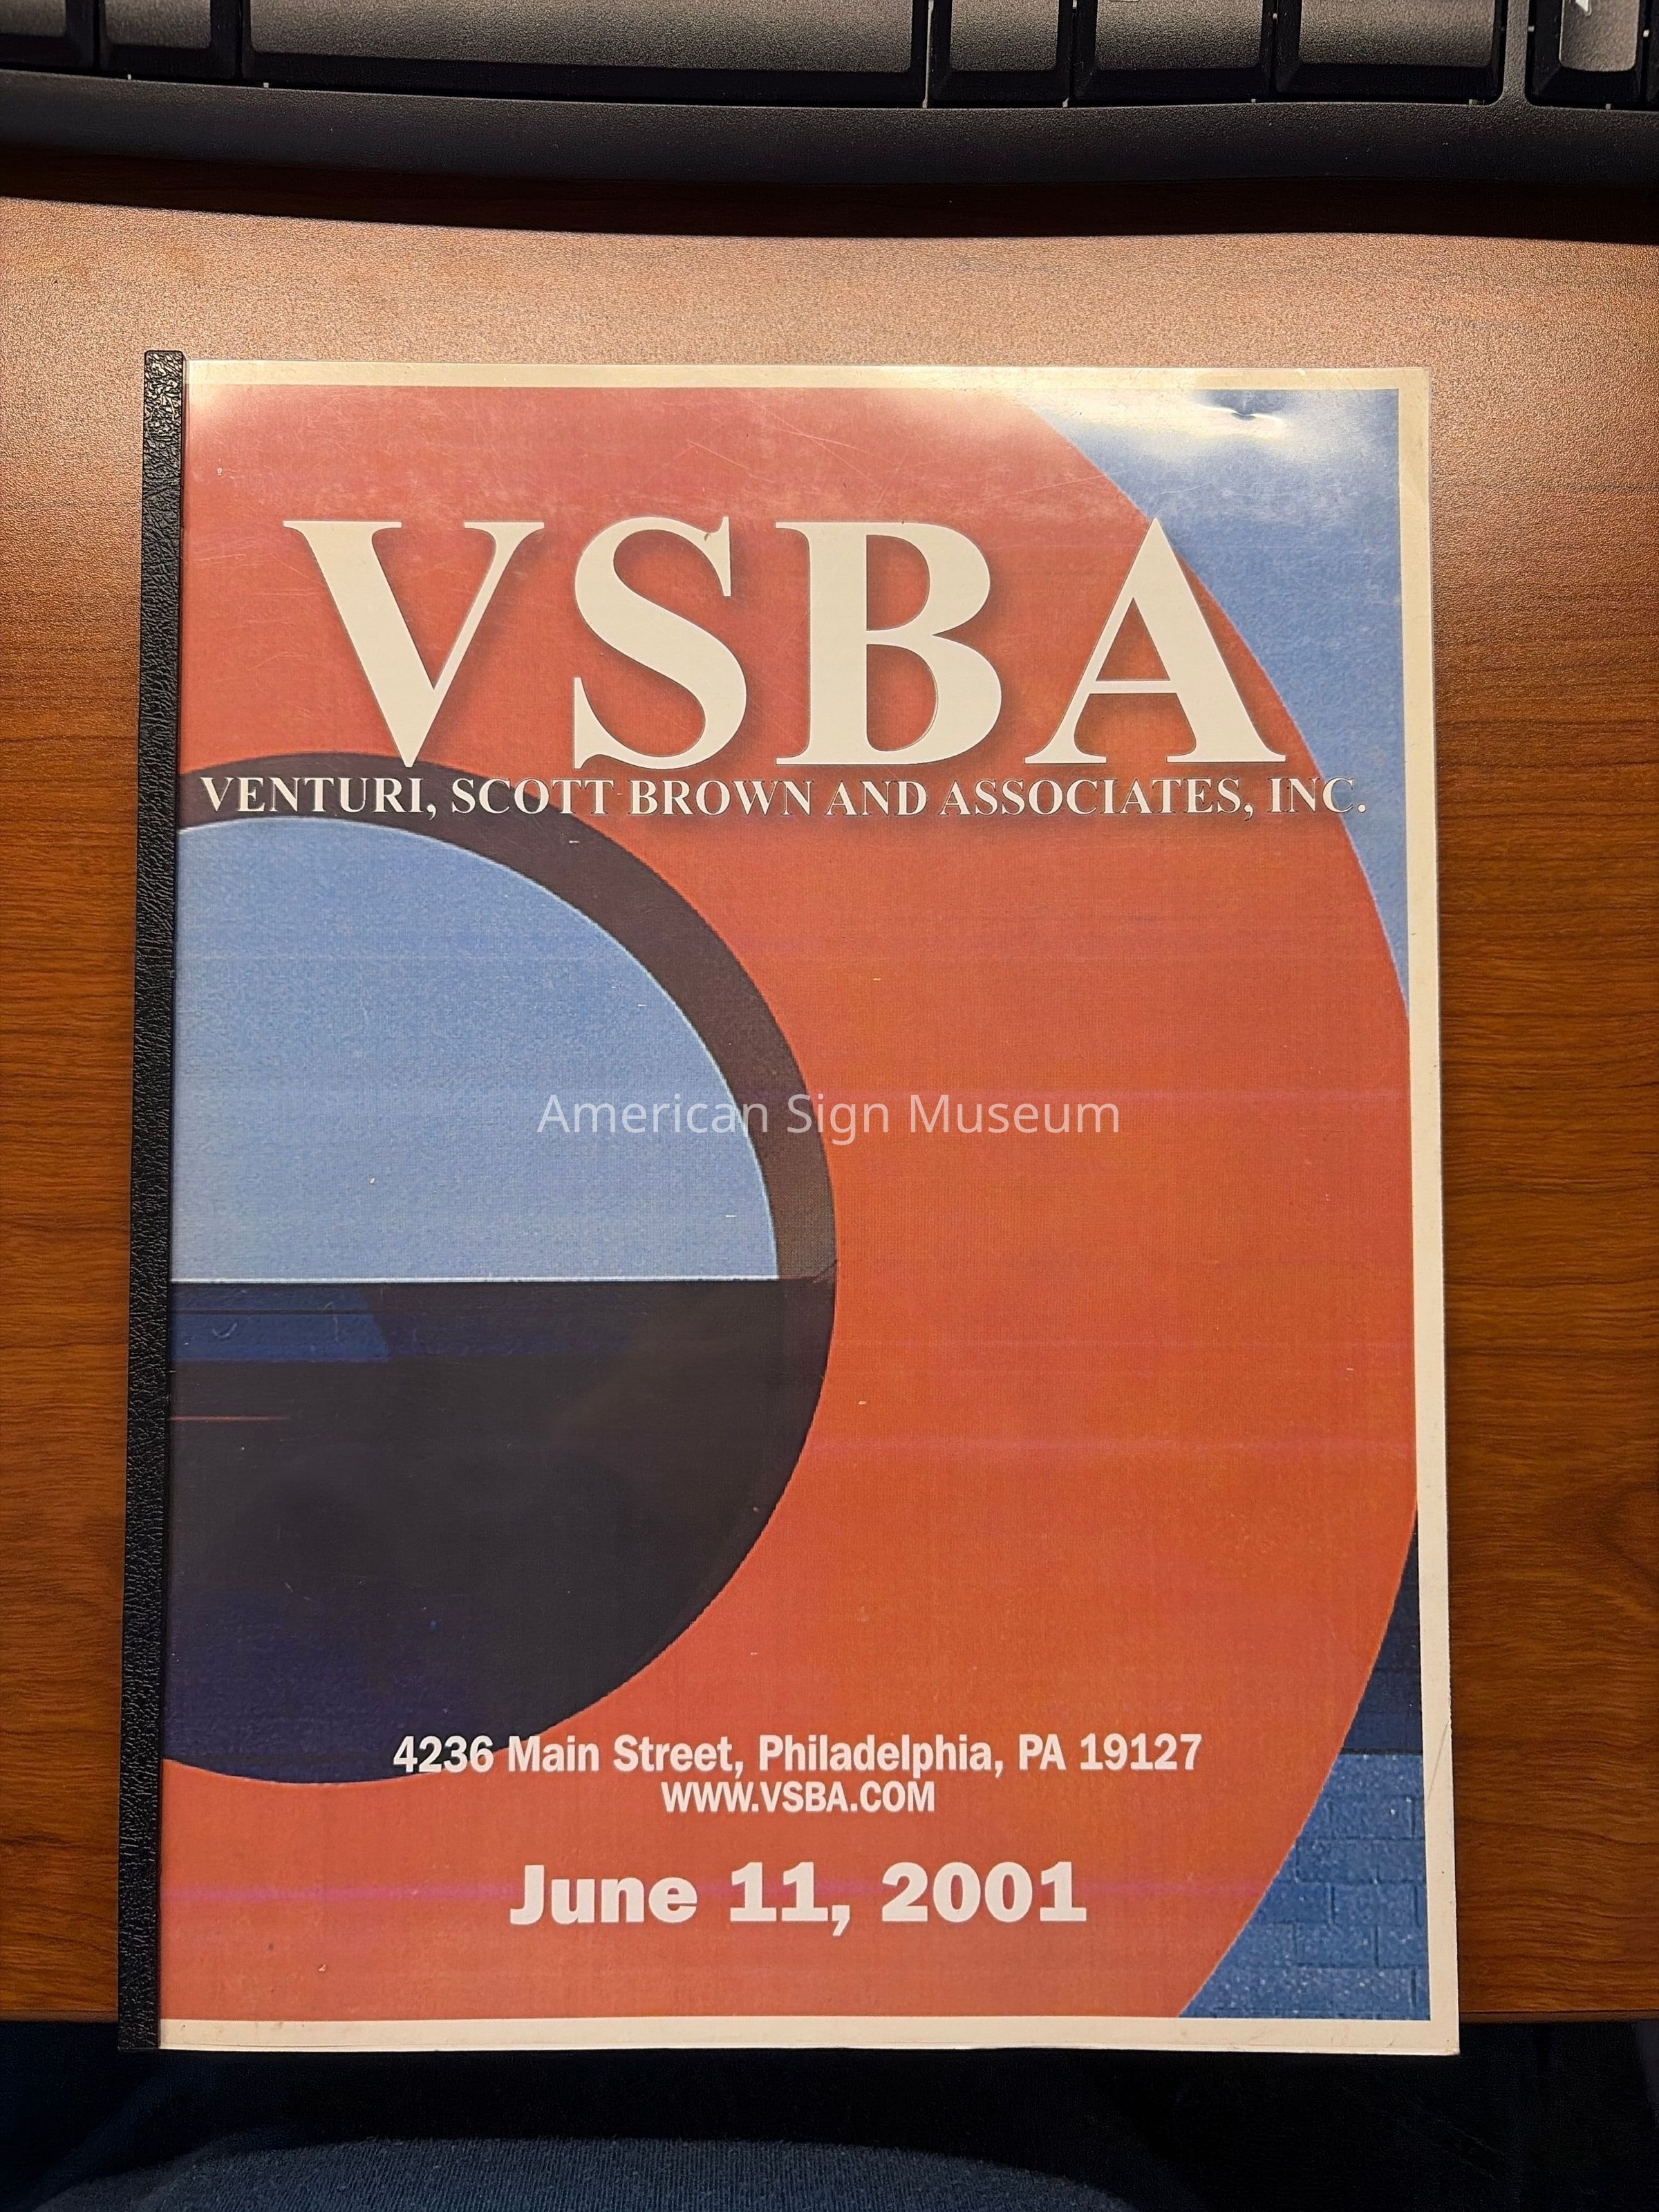 VSBA
VENTURI, SCOTT BROWN AND ASSOCIATES, INC.
American Sign Museum
4236 Main Street, Philadelphia, PA 19127
WWW.VSBA.COM
June 11, 2001